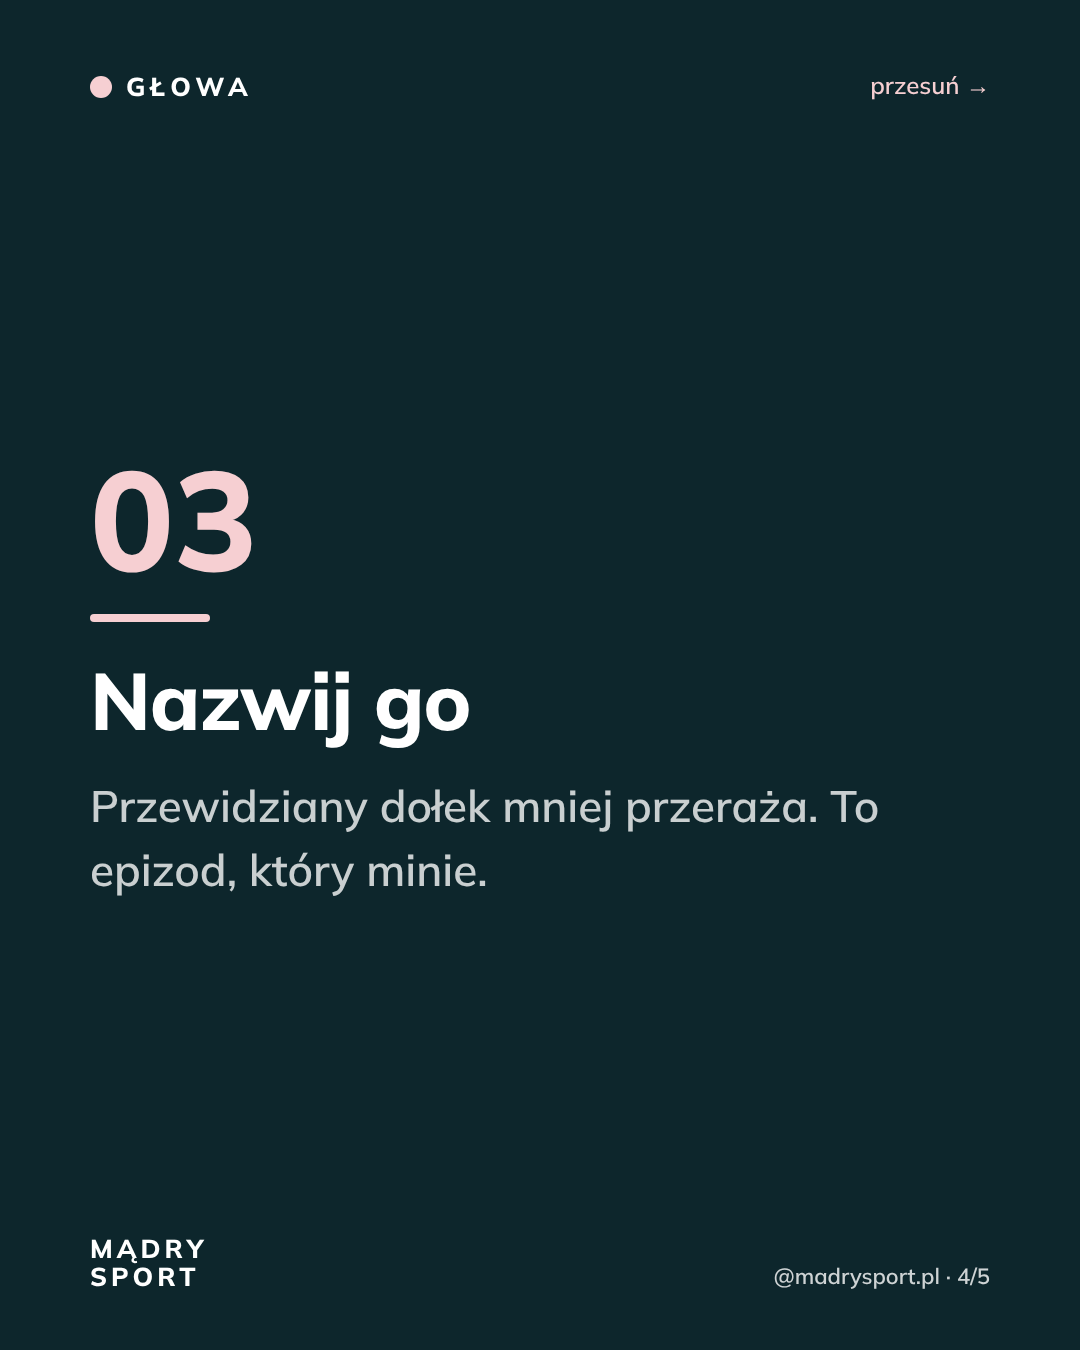 GŁOWA
przesuń →
03
Nazwij go
Przewidziany dołek mniej przeraża. To
epizod, który minie.
MĄDRY
SPORT
@madrysport.pl · 4/5